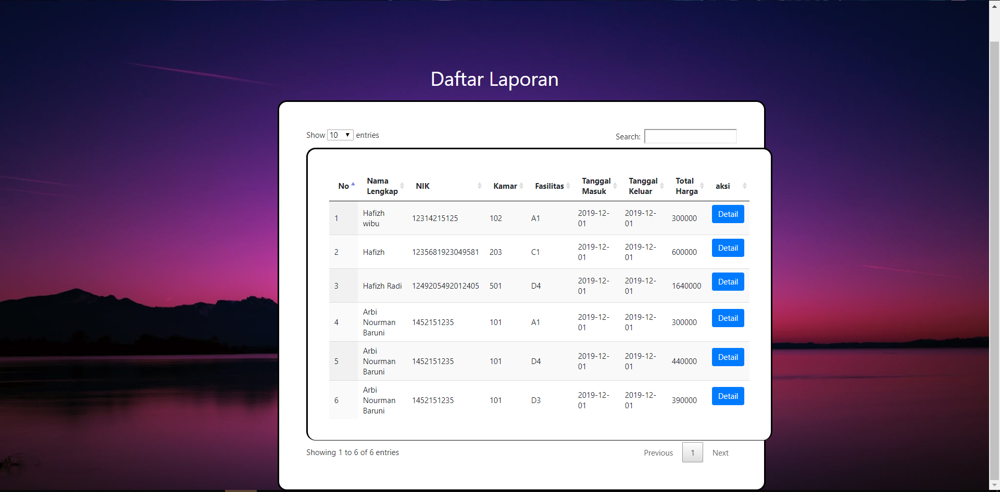 Daftar Laporan
Show 10 entries
Search:
No Nama Lengkap NIK Kamar Fasilitas Tanggal Masuk Tanggal Keluar Total Harga aksi
1 Hafizh wibu 12314215125 102 A1 2019-12-01 2019-12-01 300000 Detail
2 Hafizh 1235681923049581 203 C1 2019-12-01 2019-12-01 600000 Detail
3 Hafizh Radi 1249205492012405 501 D4 2019-12-01 2019-12-01 1640000 Detail
4 Arbi Nourman Baruni 1452151235 101 A1 2019-12-01 2019-12-01 300000 Detail
5 Arbi Nourman Baruni 1452151235 101 D4 2019-12-01 2019-12-01 440000 Detail
6 Arbi Nourman Baruni 1452151235 101 D3 2019-12-01 2019-12-01 390000 Detail
Showing 1 to 6 of 6 entries
Previous 1 Next